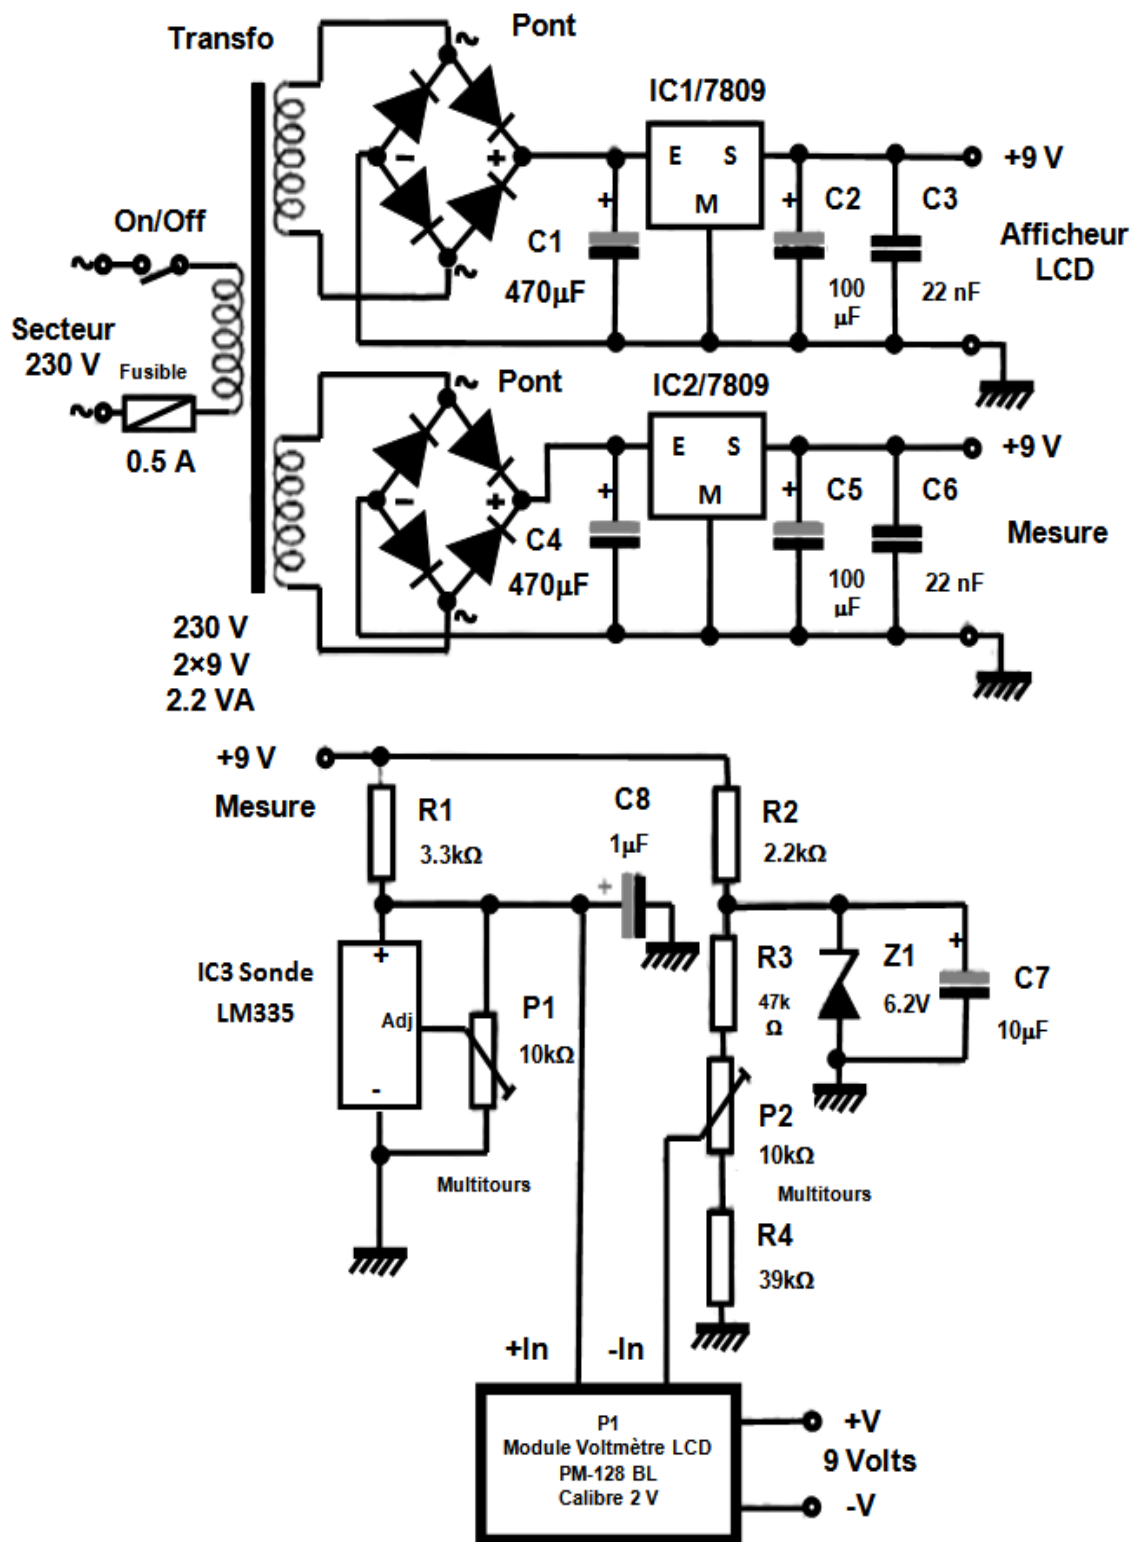 Transfo
Pont
~
IC1/7809
E S
M
- +
+9 V
+
C1
470µF
+
C2
100
µF
C3
22 nF
Afficheur
LCD
~
On/Off
~
Secteur
230 V
Fusible
~
0.5 A
~
Pont
IC2/7809
E S
M
- +
+9 V
+
C4
470µF
+
C5
100
µF
C6
22 nF
Mesure
~
230 V
2×9 V
2.2 VA
+9 V
Mesure
R1
3.3kΩ
C8
1µF
+
R2
2.2kΩ
IC3 Sonde
LM335
+
Adj
-
P1
10kΩ
Multitours
R3
47k
Ω
Z1
6.2V
+
C7
10µF
P2
10kΩ
Multitours
R4
39kΩ
+In -In
P1
Module Voltmètre LCD
PM-128 BL
Calibre 2 V
+V
9 Volts
-V